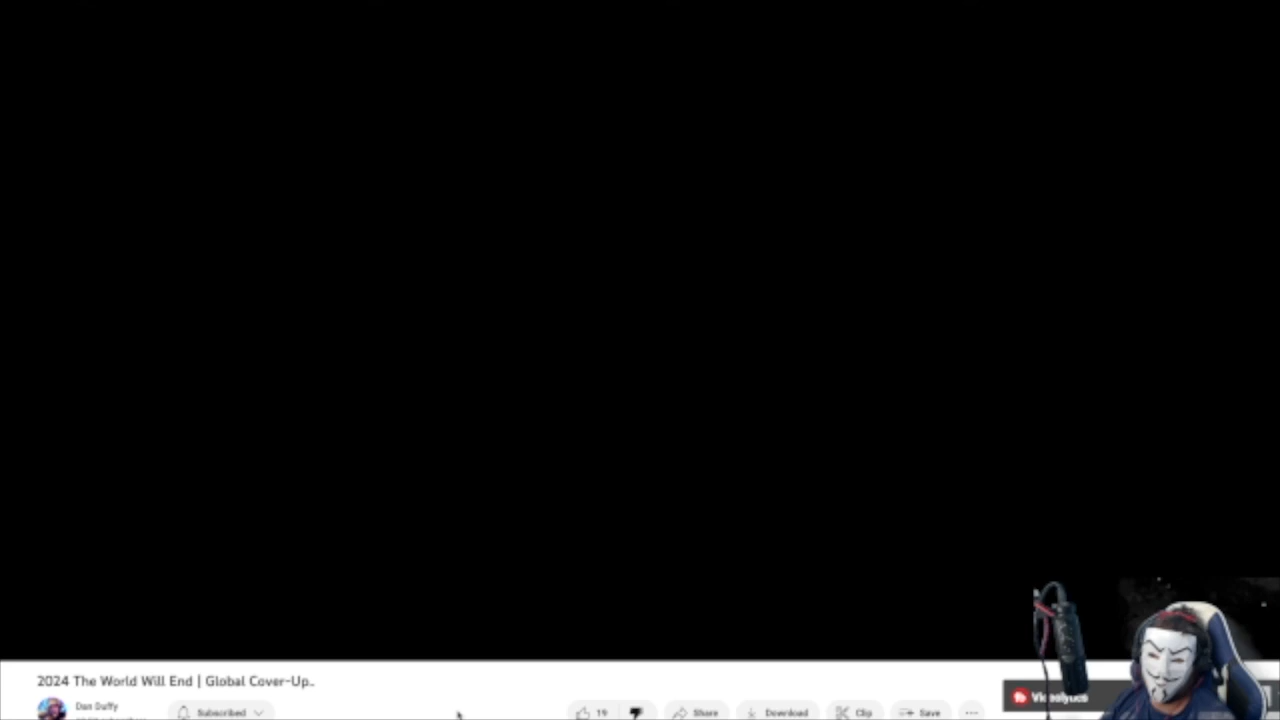 2024 The World Will End | Global Cover-Up..
Dan Duffy
Subscribed
19
Share
Download
Clip
Save